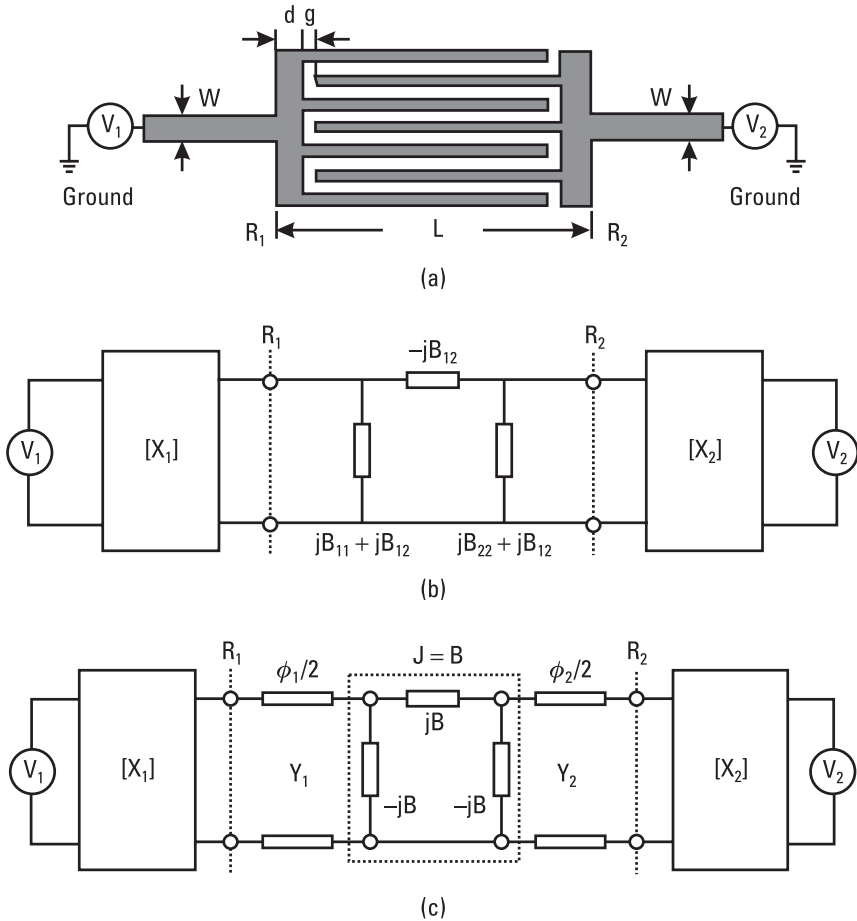 d g
W W
V₁ V₂
Ground Ground
R₁ L R₂
(a)
R₁ –jB₁₂ R₂
V₁ [X₁] [X₂] V₂
jB₁₁ + jB₁₂ jB₂₂ + jB₁₂
(b)
R₁ ϕ₁/2 J = B ϕ₂/2 R₂
jB
V₁ [X₁] Y₁ Y₂ [X₂] V₂
–jB –jB
(c)